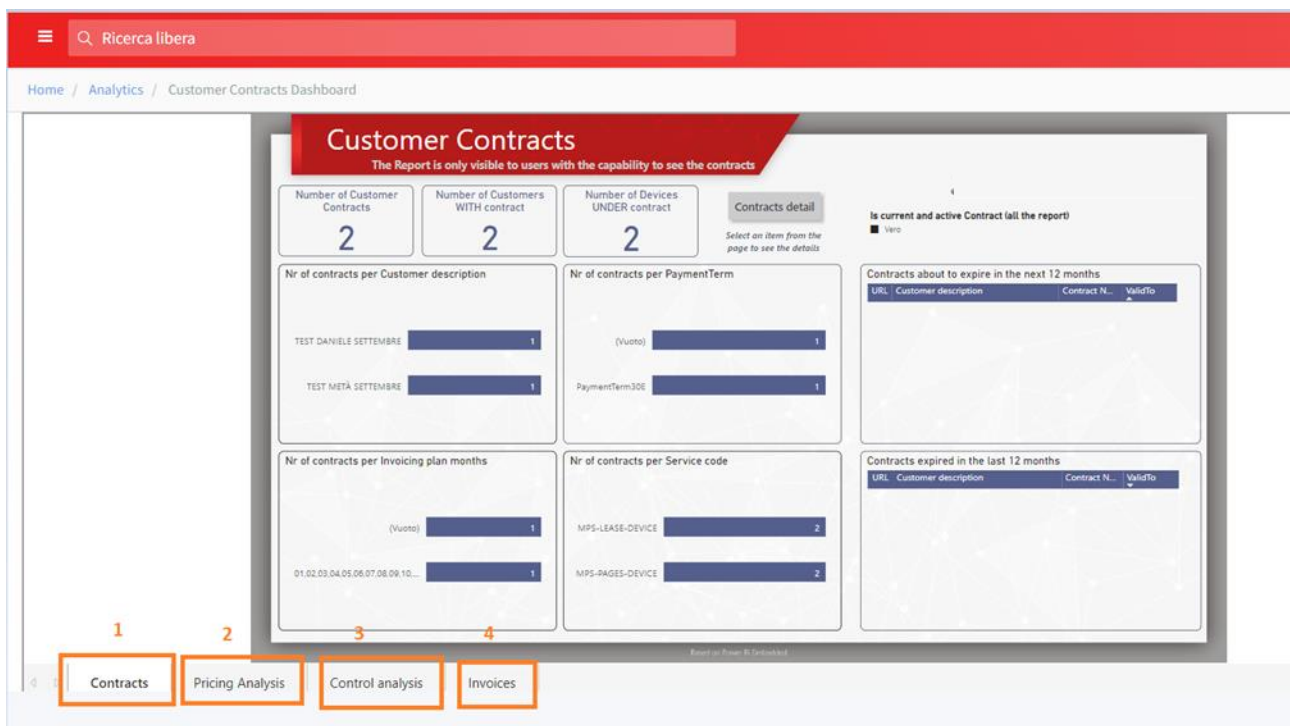 Ricerca libera
Home / Analytics / Customer Contracts Dashboard
Customer Contracts
The Report is only visible to users with the capability to see the contracts
Number of Customer
Contracts
2
Number of Customers
WITH contract
2
Number of Devices
UNDER contract
2
Contracts detail
Select an item from the
page to see the details
Is current and active Contract (all the report)
Vero
Nr of contracts per Customer description
TEST DANIELE SETTEMBRE 1
TEST METÀ SETTEMBRE 1
Nr of contracts per PaymentTerm
(Vuoto) 1
PaymentTerm30E 1
Contracts about to expire in the next 12 months
URL Customer description Contract N... ValidTo
Nr of contracts per Invoicing plan months
(Vuoto) 1
01,02,03,04,05,06,07,08,09,10,... 1
Nr of contracts per Service code
MPS-LEASE-DEVICE 2
MPS-PAGES-DEVICE 2
Contracts expired in the last 12 months
URL Customer description Contract N... ValidTo
Based on Power BI Embedded
1 2 3 4
Contracts Pricing Analysis Control analysis Invoices